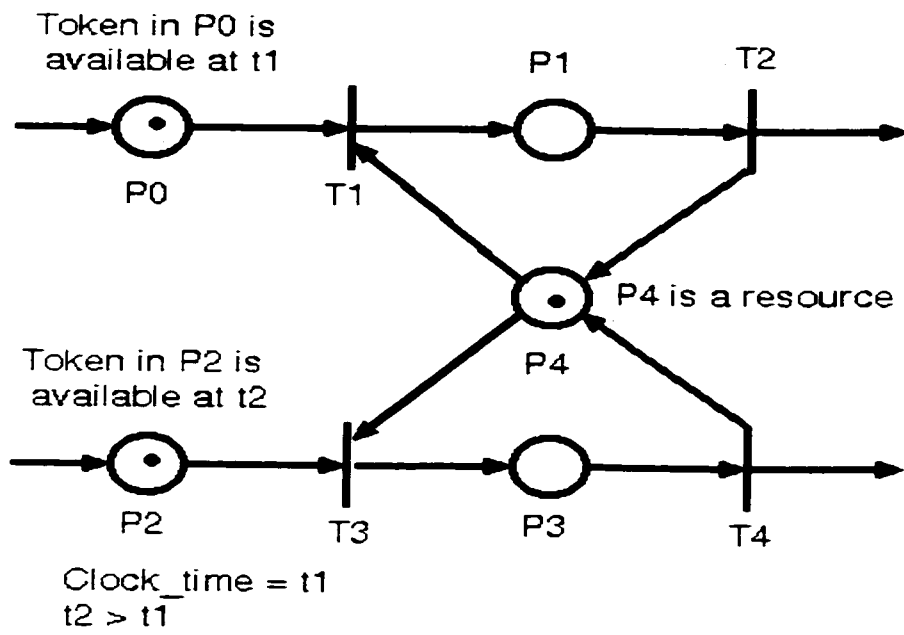 Token in P0 is
available at t1
P1
T2
P0
T1
P4 is a resource
P4
Token in P2 is
available at t2
P2
T3
P3
T4
Clock_time = t1
t2 > t1